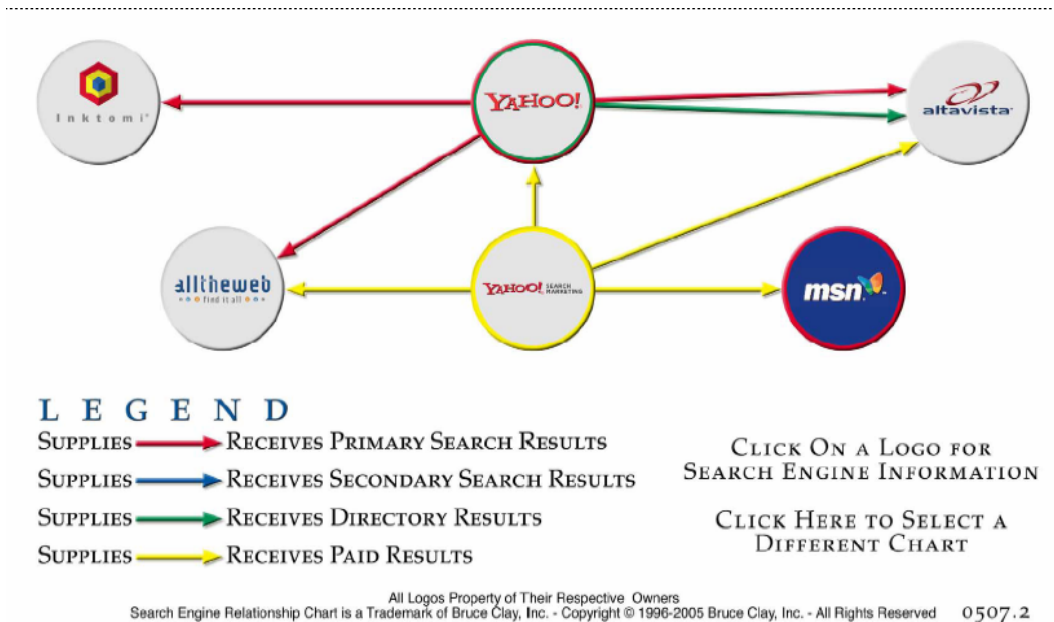 Inktomi®
YAHOO!
altavista®
alltheweb
find it all
YAHOO! SEARCH
MARKETING
msn
LEGEND
SUPPLIES RECEIVES PRIMARY SEARCH RESULTS
SUPPLIES RECEIVES SECONDARY SEARCH RESULTS
SUPPLIES RECEIVES DIRECTORY RESULTS
SUPPLIES RECEIVES PAID RESULTS
CLICK ON A LOGO FOR
SEARCH ENGINE INFORMATION
CLICK HERE TO SELECT A
DIFFERENT CHART
All Logos Property of Their Respective Owners
Search Engine Relationship Chart is a Trademark of Bruce Clay, Inc. - Copyright © 1996-2005 Bruce Clay, Inc. - All Rights Reserved 0507.2